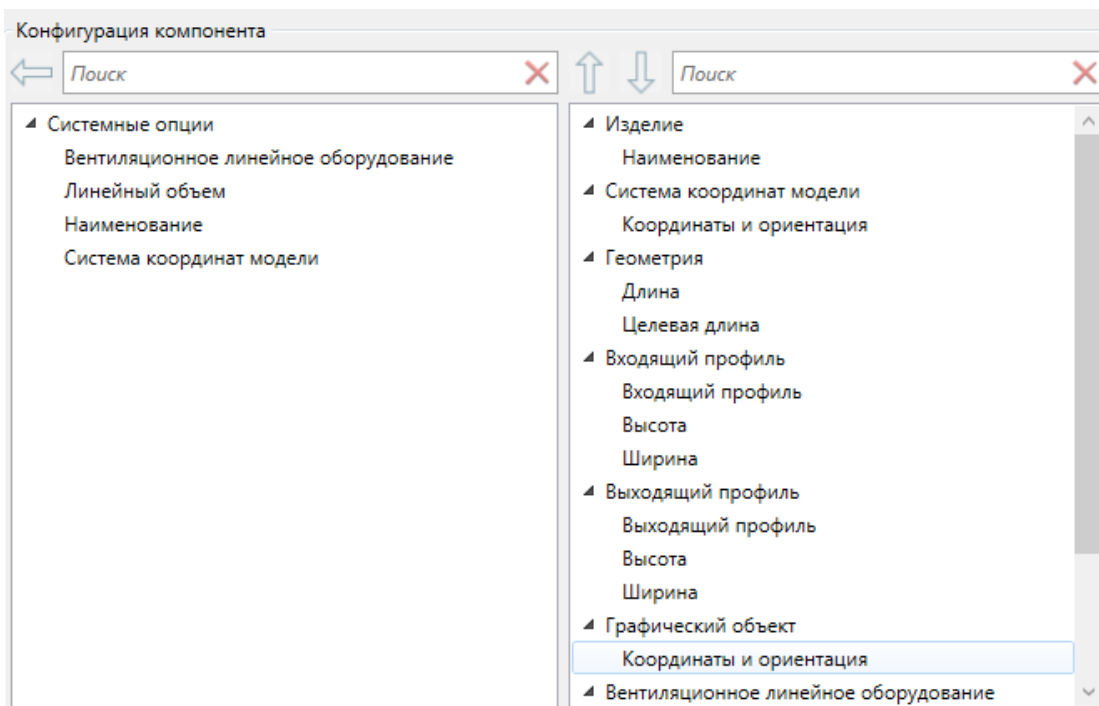 Конфигурация компонента
Поиск
Поиск
Системные опции
Вентиляционное линейное оборудование
Линейный объем
Наименование
Система координат модели
Изделие
Наименование
Система координат модели
Координаты и ориентация
Геометрия
Длина
Целевая длина
Входящий профиль
Входящий профиль
Высота
Ширина
Выходящий профиль
Выходящий профиль
Высота
Ширина
Графический объект
Координаты и ориентация
Вентиляционное линейное оборудование